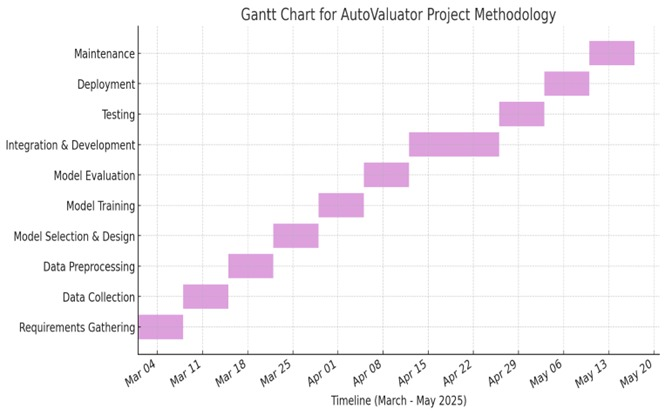 Gantt Chart for AutoValuator Project Methodology
Maintenance
Deployment
Testing
Integration & Development
Model Evaluation
Model Training
Model Selection & Design
Data Preprocessing
Data Collection
Requirements Gathering
Mar 04 Mar 11 Mar 18 Mar 25 Apr 01 Apr 08 Apr 15 Apr 22 Apr 29 May 06 May 13 May 20
Timeline (March - May 2025)